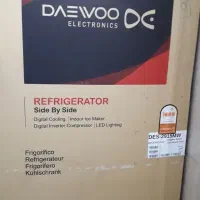 DAEWOO
ELECTRONICS
REFRIGERATOR
Side By Side
Digital Cooling | Indoor Ice Maker
Digital Inverter Compressor | LED Lighting
Frigorífico
Refrigerateur
Frigorifero
Kühlschrank